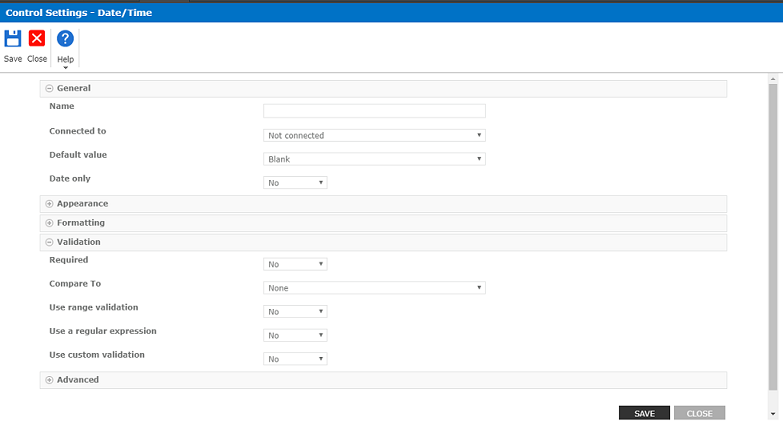 Control Settings - Date/Time
Save Close Help
General
Name
Connected to Not connected
Default value Blank
Date only No
Appearance
Formatting
Validation
Required No
Compare To None
Use range validation No
Use a regular expression No
Use custom validation No
Advanced
SAVE CLOSE